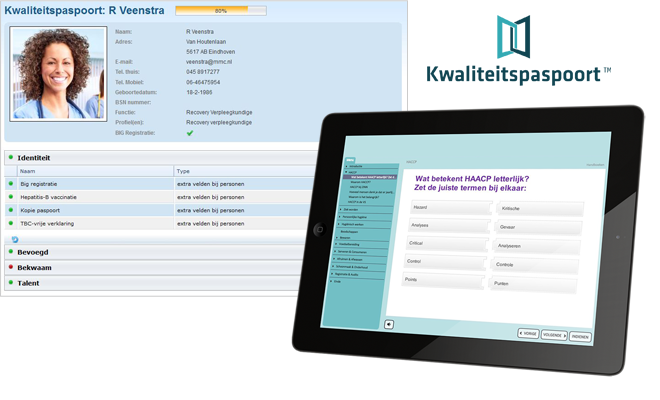 Kwaliteitspaspoort: R Veenstra 80%
Naam: R Veenstra
Adres: Van Houtenlaan
5617 AB Eindhoven
E-mail: veenstra@mmc.nl
Tel. thuis: 045 8917277
Tel. Mobiel: 06-46475954
Geboortedatum: 18-2-1986
BSN nummer:
Functie: Recovery Verpleegkundige
Profiel(en): Recovery verpleegkundige
BIG Registratie:
Identiteit
Naam Type
Big registratie extra velden bij personen
Hepatitis-B vaccinatie extra velden bij personen
Kopie paspoort extra velden bij personen
TBC-vrije verklaring extra velden bij personen
Bevoegd
Bekwaam
Talent
Kwaliteitspaspoort™
HACCP
Wat betekent HAACP letterlijk?
Zet de juiste termen bij elkaar:
Hazard Kritische
Analyses Gevaar
Critical Analyseren
Control Controle
Points Punten
VORIGE VOLGENDE INDIENEN